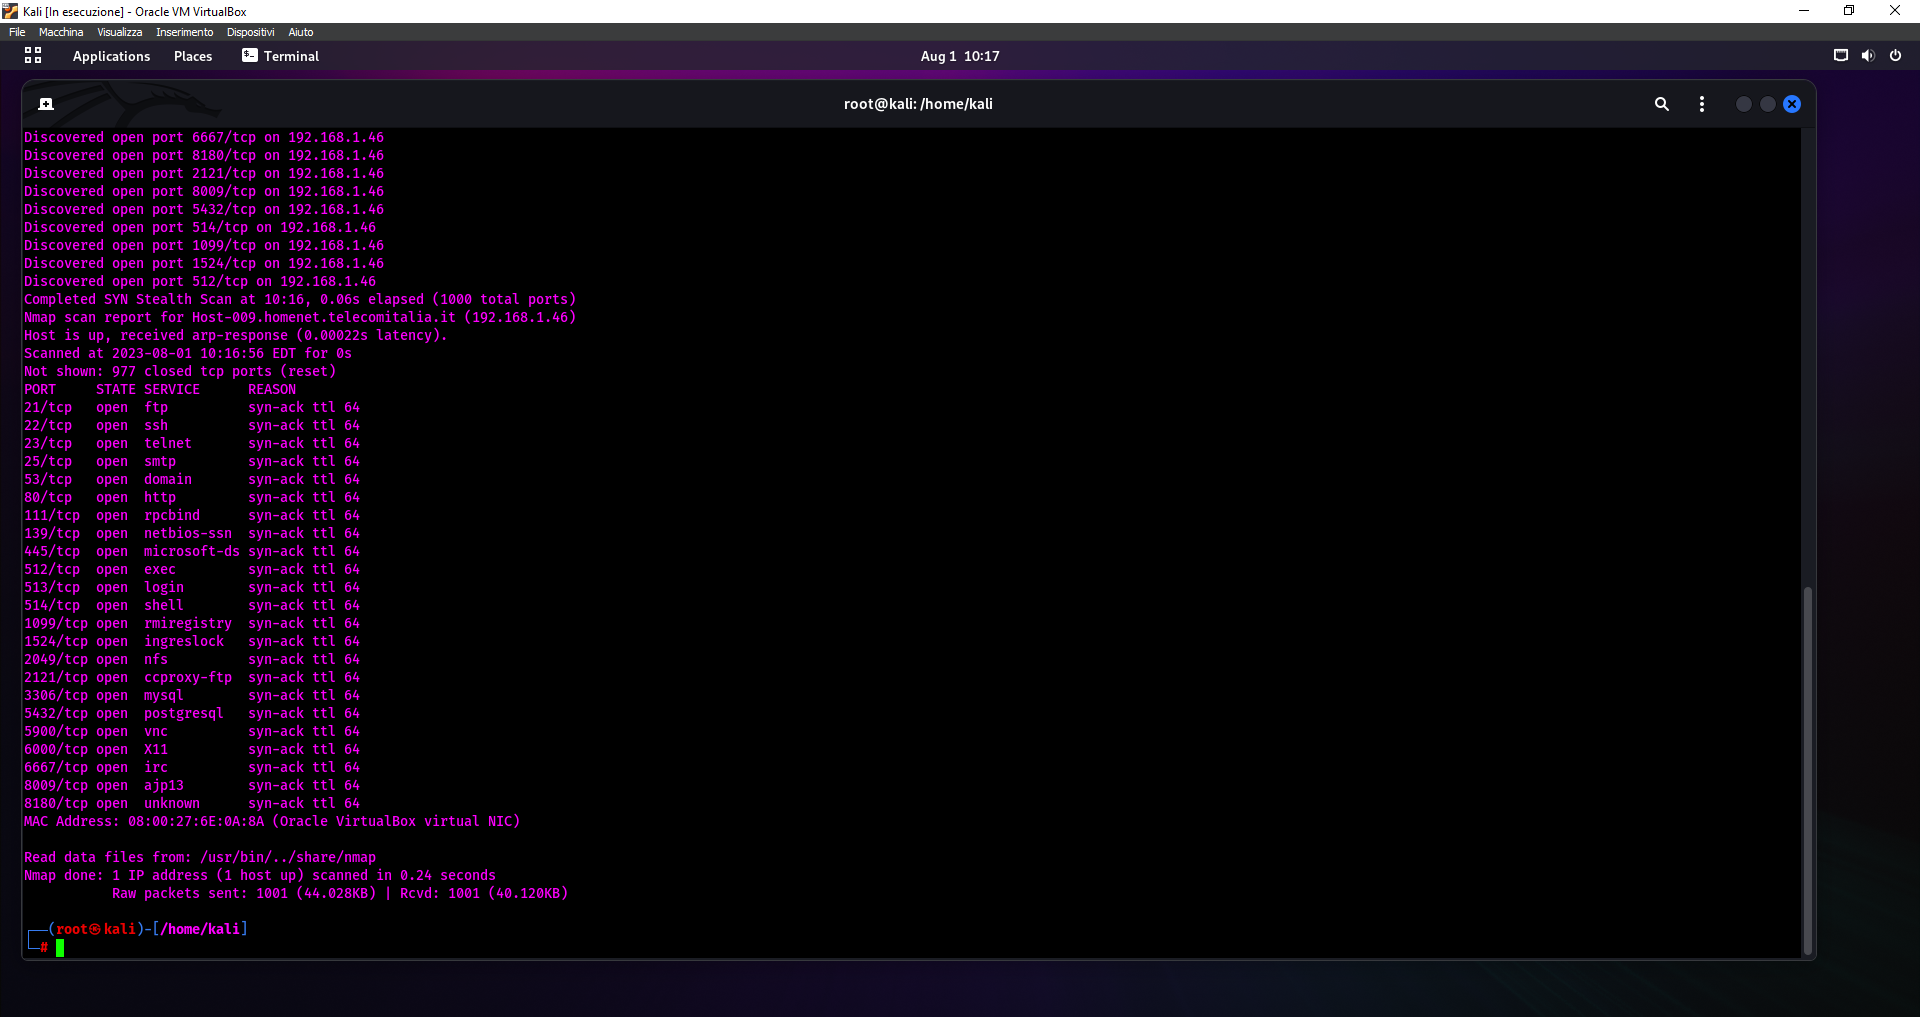 Kali [In esecuzione] - Oracle VM VirtualBox
File Macchina Visualizza Inserimento Dispositivi Aiuto
Applications Places Terminal Aug 1 10:17
root@kali: /home/kali
Discovered open port 6667/tcp on 192.168.1.46
Discovered open port 8180/tcp on 192.168.1.46
Discovered open port 2121/tcp on 192.168.1.46
Discovered open port 8009/tcp on 192.168.1.46
Discovered open port 5432/tcp on 192.168.1.46
Discovered open port 514/tcp on 192.168.1.46
Discovered open port 1099/tcp on 192.168.1.46
Discovered open port 1524/tcp on 192.168.1.46
Discovered open port 512/tcp on 192.168.1.46
Completed SYN Stealth Scan at 10:16, 0.06s elapsed (1000 total ports)
Nmap scan report for Host-009.homenet.telecomitalia.it (192.168.1.46)
Host is up, received arp-response (0.00022s latency).
Scanned at 2023-08-01 10:16:56 EDT for 0s
Not shown: 977 closed tcp ports (reset)
PORT     STATE SERVICE      REASON
21/tcp   open  ftp          syn-ack ttl 64
22/tcp   open  ssh          syn-ack ttl 64
23/tcp   open  telnet       syn-ack ttl 64
25/tcp   open  smtp         syn-ack ttl 64
53/tcp   open  domain       syn-ack ttl 64
80/tcp   open  http         syn-ack ttl 64
111/tcp  open  rpcbind      syn-ack ttl 64
139/tcp  open  netbios-ssn  syn-ack ttl 64
445/tcp  open  microsoft-ds syn-ack ttl 64
512/tcp  open  exec         syn-ack ttl 64
513/tcp  open  login        syn-ack ttl 64
514/tcp  open  shell        syn-ack ttl 64
1099/tcp open  rmiregistry  syn-ack ttl 64
1524/tcp open  ingreslock   syn-ack ttl 64
2049/tcp open  nfs          syn-ack ttl 64
2121/tcp open  ccproxy-ftp  syn-ack ttl 64
3306/tcp open  mysql        syn-ack ttl 64
5432/tcp open  postgresql   syn-ack ttl 64
5900/tcp open  vnc          syn-ack ttl 64
6000/tcp open  X11          syn-ack ttl 64
6667/tcp open  irc          syn-ack ttl 64
8009/tcp open  ajp13        syn-ack ttl 64
8180/tcp open  unknown      syn-ack ttl 64
MAC Address: 08:00:27:6E:0A:8A (Oracle VirtualBox virtual NIC)
Read data files from: /usr/bin/../share/nmap
Nmap done: 1 IP address (1 host up) scanned in 0.24 seconds
Raw packets sent: 1001 (44.028KB) | Rcvd: 1001 (40.120KB)
┌──(root㉿kali)-[/home/kali]
└─#